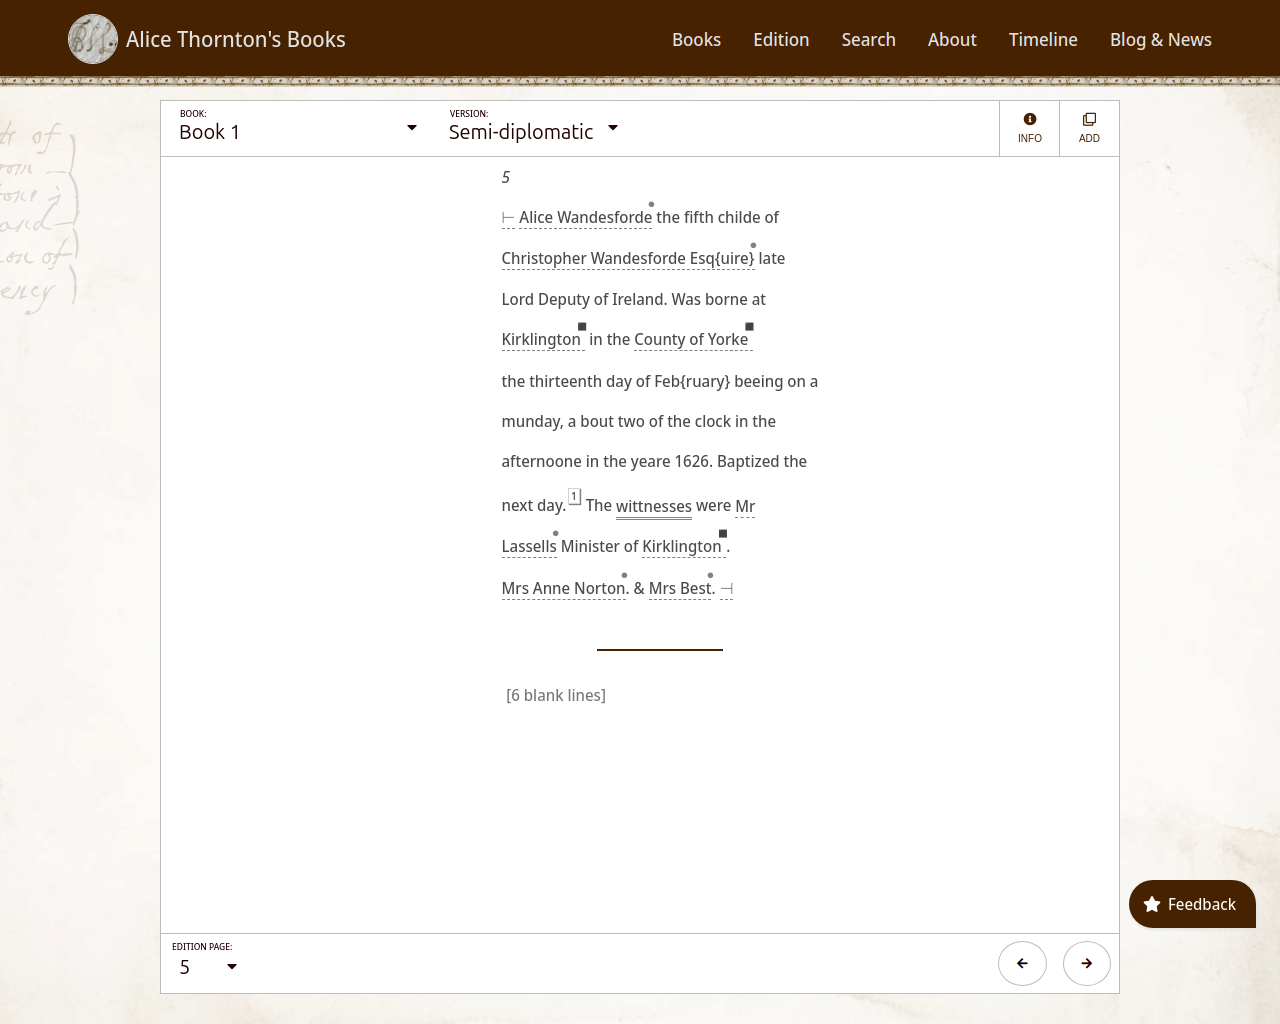 Alice Thornton's Books
Books
Edition
Search
About
Timeline
Blog & News
BOOK:
Book 1
VERSION:
Semi-diplomatic
INFO
ADD
5
⊢ Alice Wandesforde the fifth childe of
Christopher Wandesforde Esq{uire} late
Lord Deputy of Ireland. Was borne at
Kirklington in the County of Yorke
the thirteenth day of Feb{ruary} beeing on a
munday, a bout two of the clock in the
afternoone in the yeare 1626. Baptized the
next day. 1 The wittnesses were Mr
Lassells Minister of Kirklington .
Mrs Anne Norton. & Mrs Best. ⊣
[6 blank lines]
Feedback
EDITION PAGE:
5